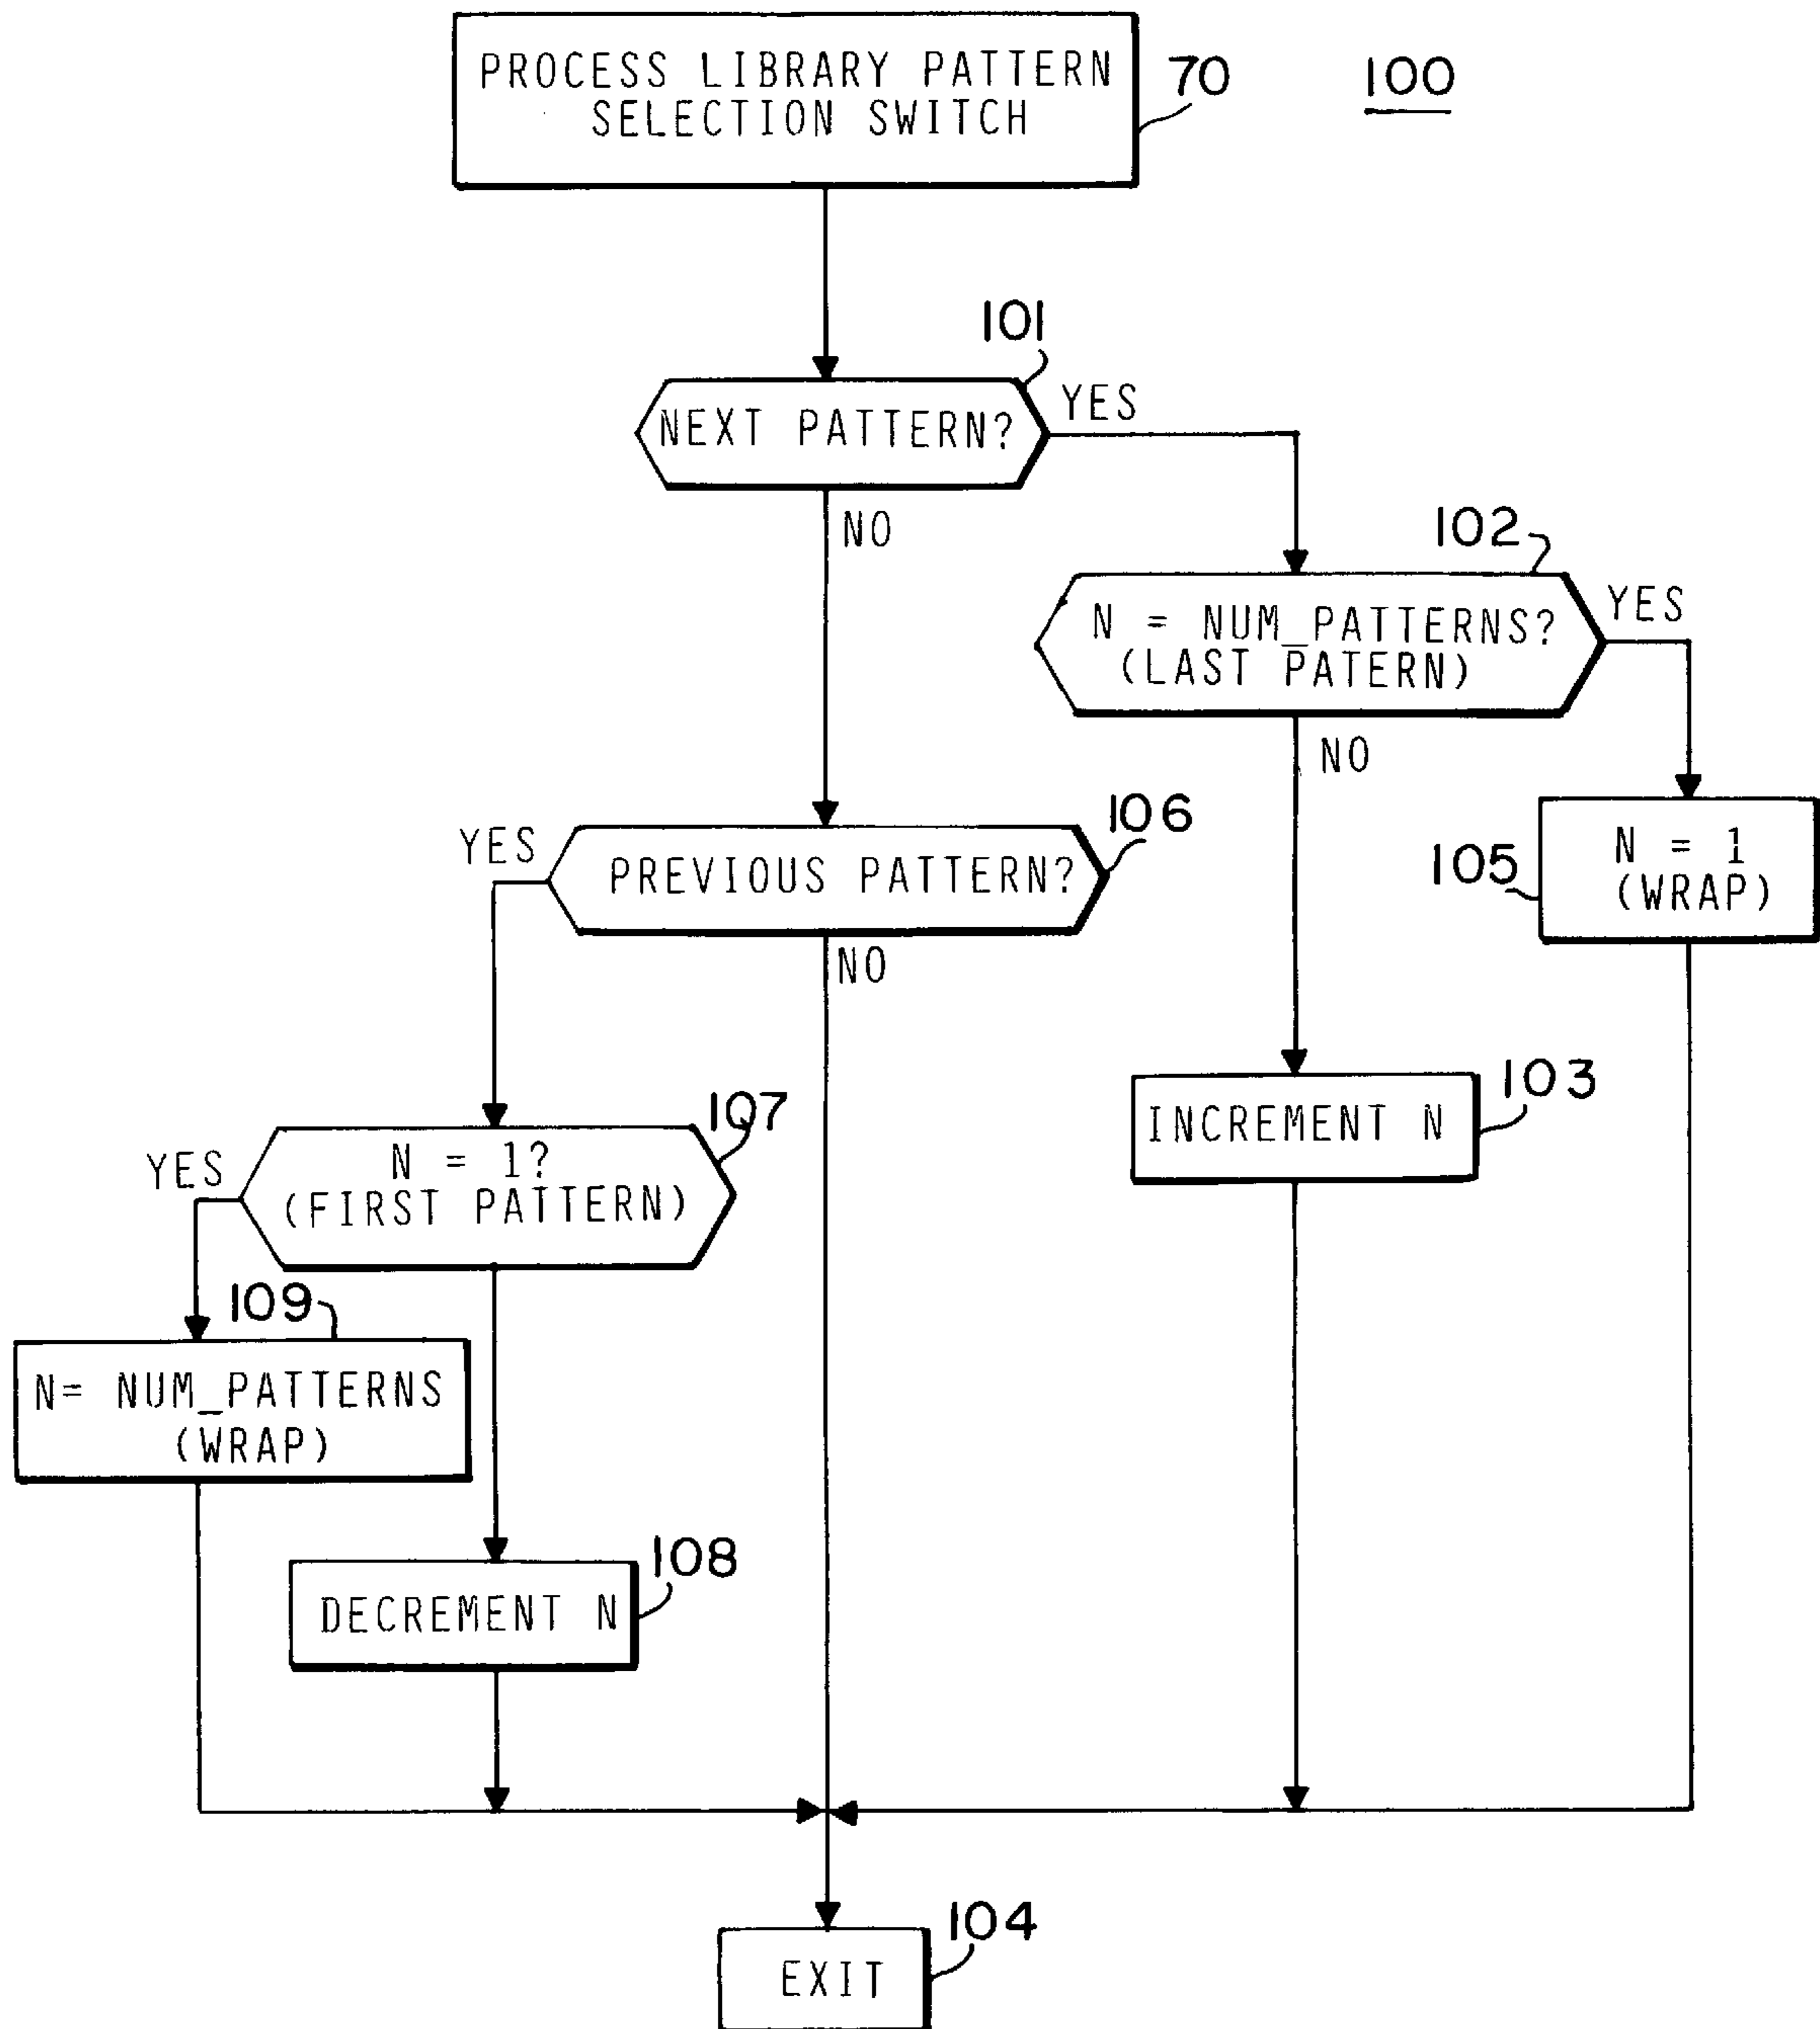 PROCESS LIBRARY PATTERN
SELECTION SWITCH
70
100
101
NEXT PATTERN?
YES
NO
102
N = NUM_PATTERNS?
(LAST PATERN)
YES
NO
106
YES
PREVIOUS PATTERN?
NO
105
N = 1
(WRAP)
103
INCREMENT N
107
YES
N = 1?
(FIRST PATTERN)
109
N= NUM_PATTERNS
(WRAP)
108
DECREMENT N
104
EXIT